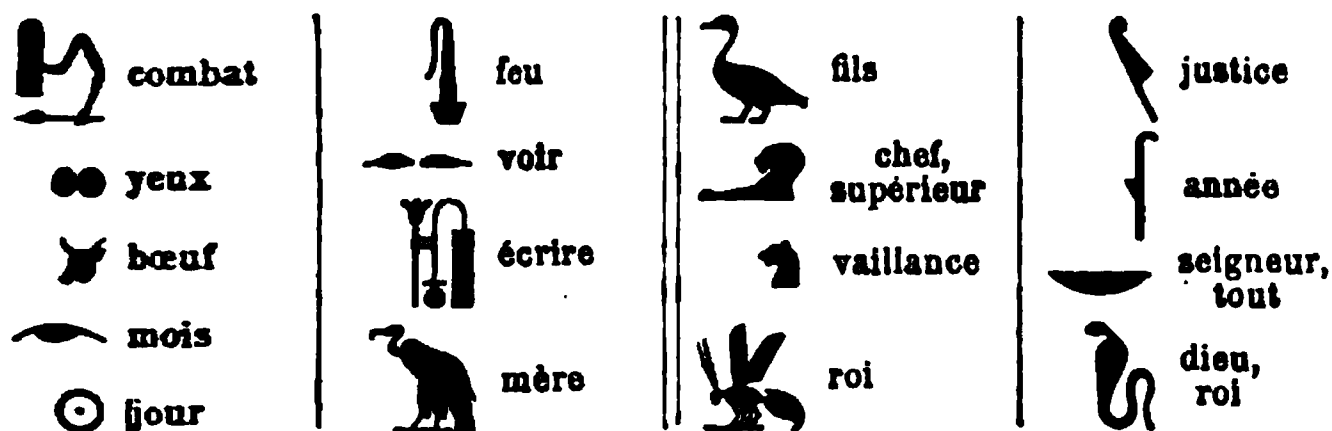 combat
yeux
bœuf
mois
jour
feu
voir
écrire
mère
fils
chef,
supérieur
vaillance
roi
justice
année
seigneur,
tout
dieu,
roi